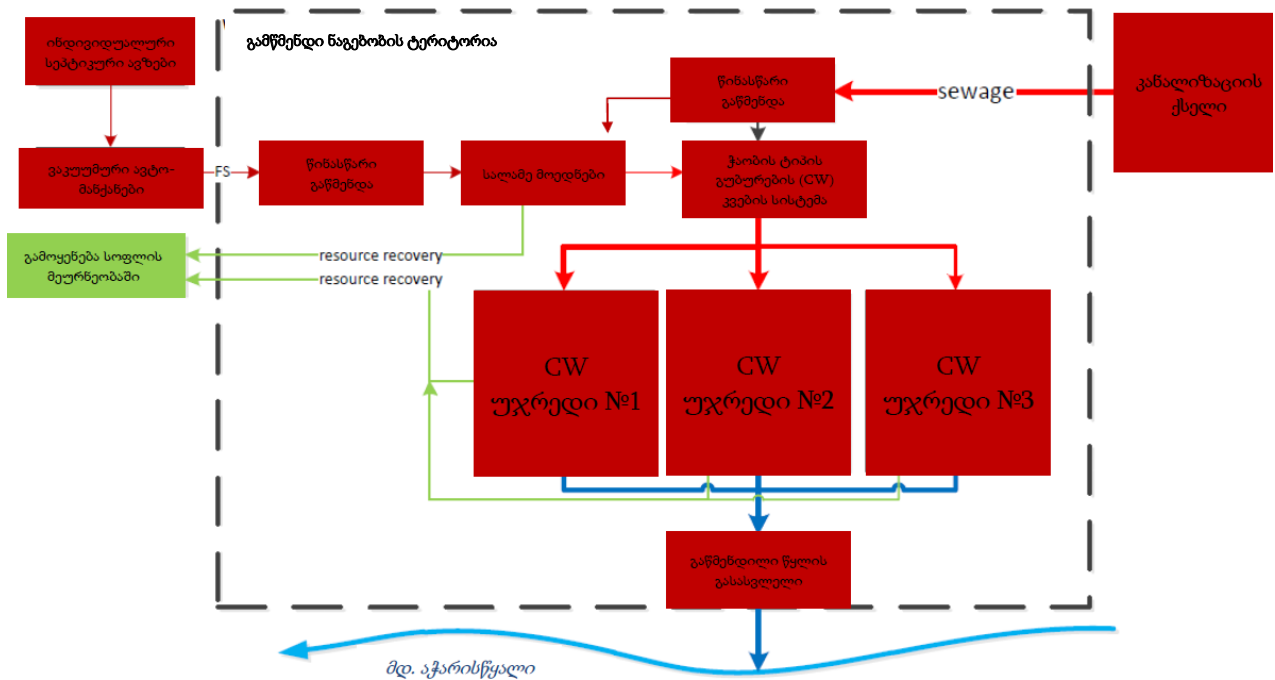 გამწმენდი ნაგებობის ტერიტორია
ინდივიდუალური
სეპტიკური ავზები
წინასწარი
გაწმენდა
sewage
კანალიზაციის
ქსელი
ვაკუუმური ავტო-
მანქანები
FS
წინასწარი
გაწმენდა
სალამე მოედნები
ჭაობის ტიპის
გუბურების (CW)
კვების სისტემა
გამოყენება სოფლის
მეურნეობაში
resource recovery
resource recovery
CW
უჯრედი №1
CW
უჯრედი №2
CW
უჯრედი №3
გაწმენდილი წყლის
გასასვლელი
მდ. აჭარისწყალი